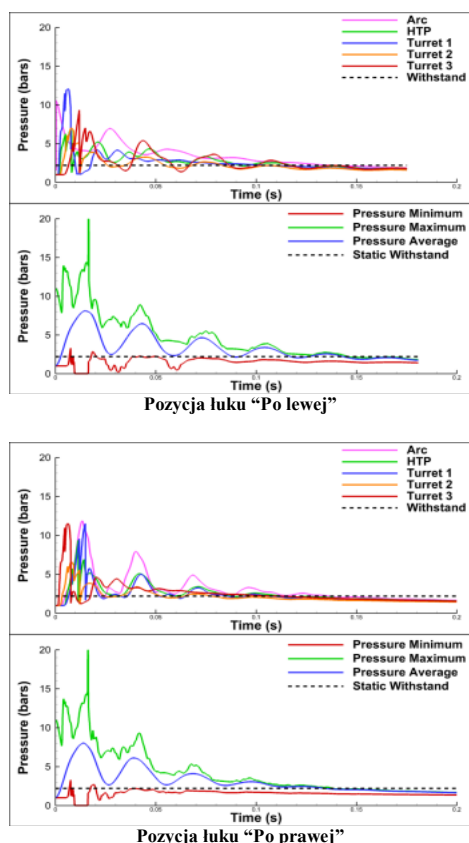 Arc
HTP
Turret 1
Turret 2
Turret 3
Withstand
Pressure (bars)
20
15
10
5
0
0
0.05
0.1
0.2
Time (s)
Pressure Minimum
Pressure Maximum
Pressure Average
Static Withstand
Pressure (bars)
20
15
10
5
0
0
0.05
0.1
0.15
0.2
Time (s)
Pozycja łuku “Po lewej”
Arc
HTP
Turret 1
Turret 2
Turret 3
Withstand
Pressure (bars)
20
15
10
5
0
0
0.05
0.1
0.2
Time (s)
Pressure Minimum
Pressure Maximum
Pressure Average
Static Withstand
Pressure (bars)
20
15
10
5
0
0
0.05
0.1
0.15
0.2
Time (s)
Pozycja łuku “Po prawej”